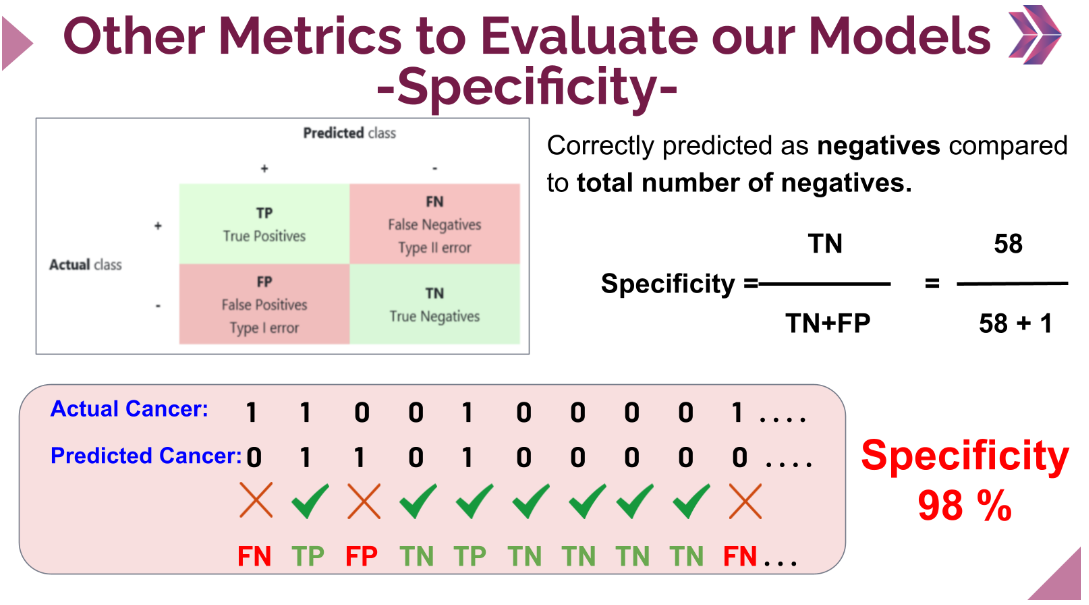 Other Metrics to Evaluate our Models
-Specificity-
Predicted class
+ -
Actual class
+
TP
True Positives
FN
False Negatives
Type II error
-
FP
False Positives
Type I error
TN
True Negatives
Correctly predicted as negatives compared
to total number of negatives.
Specificity = TN / TN+FP = 58 / 58 + 1
Actual Cancer: 1 1 0 0 1 0 0 0 0 1 ....
Predicted Cancer: 0 1 1 0 1 0 0 0 0 0 ....
FN TP FP TN TP TN TN TN TN FN ...
Specificity
98 %